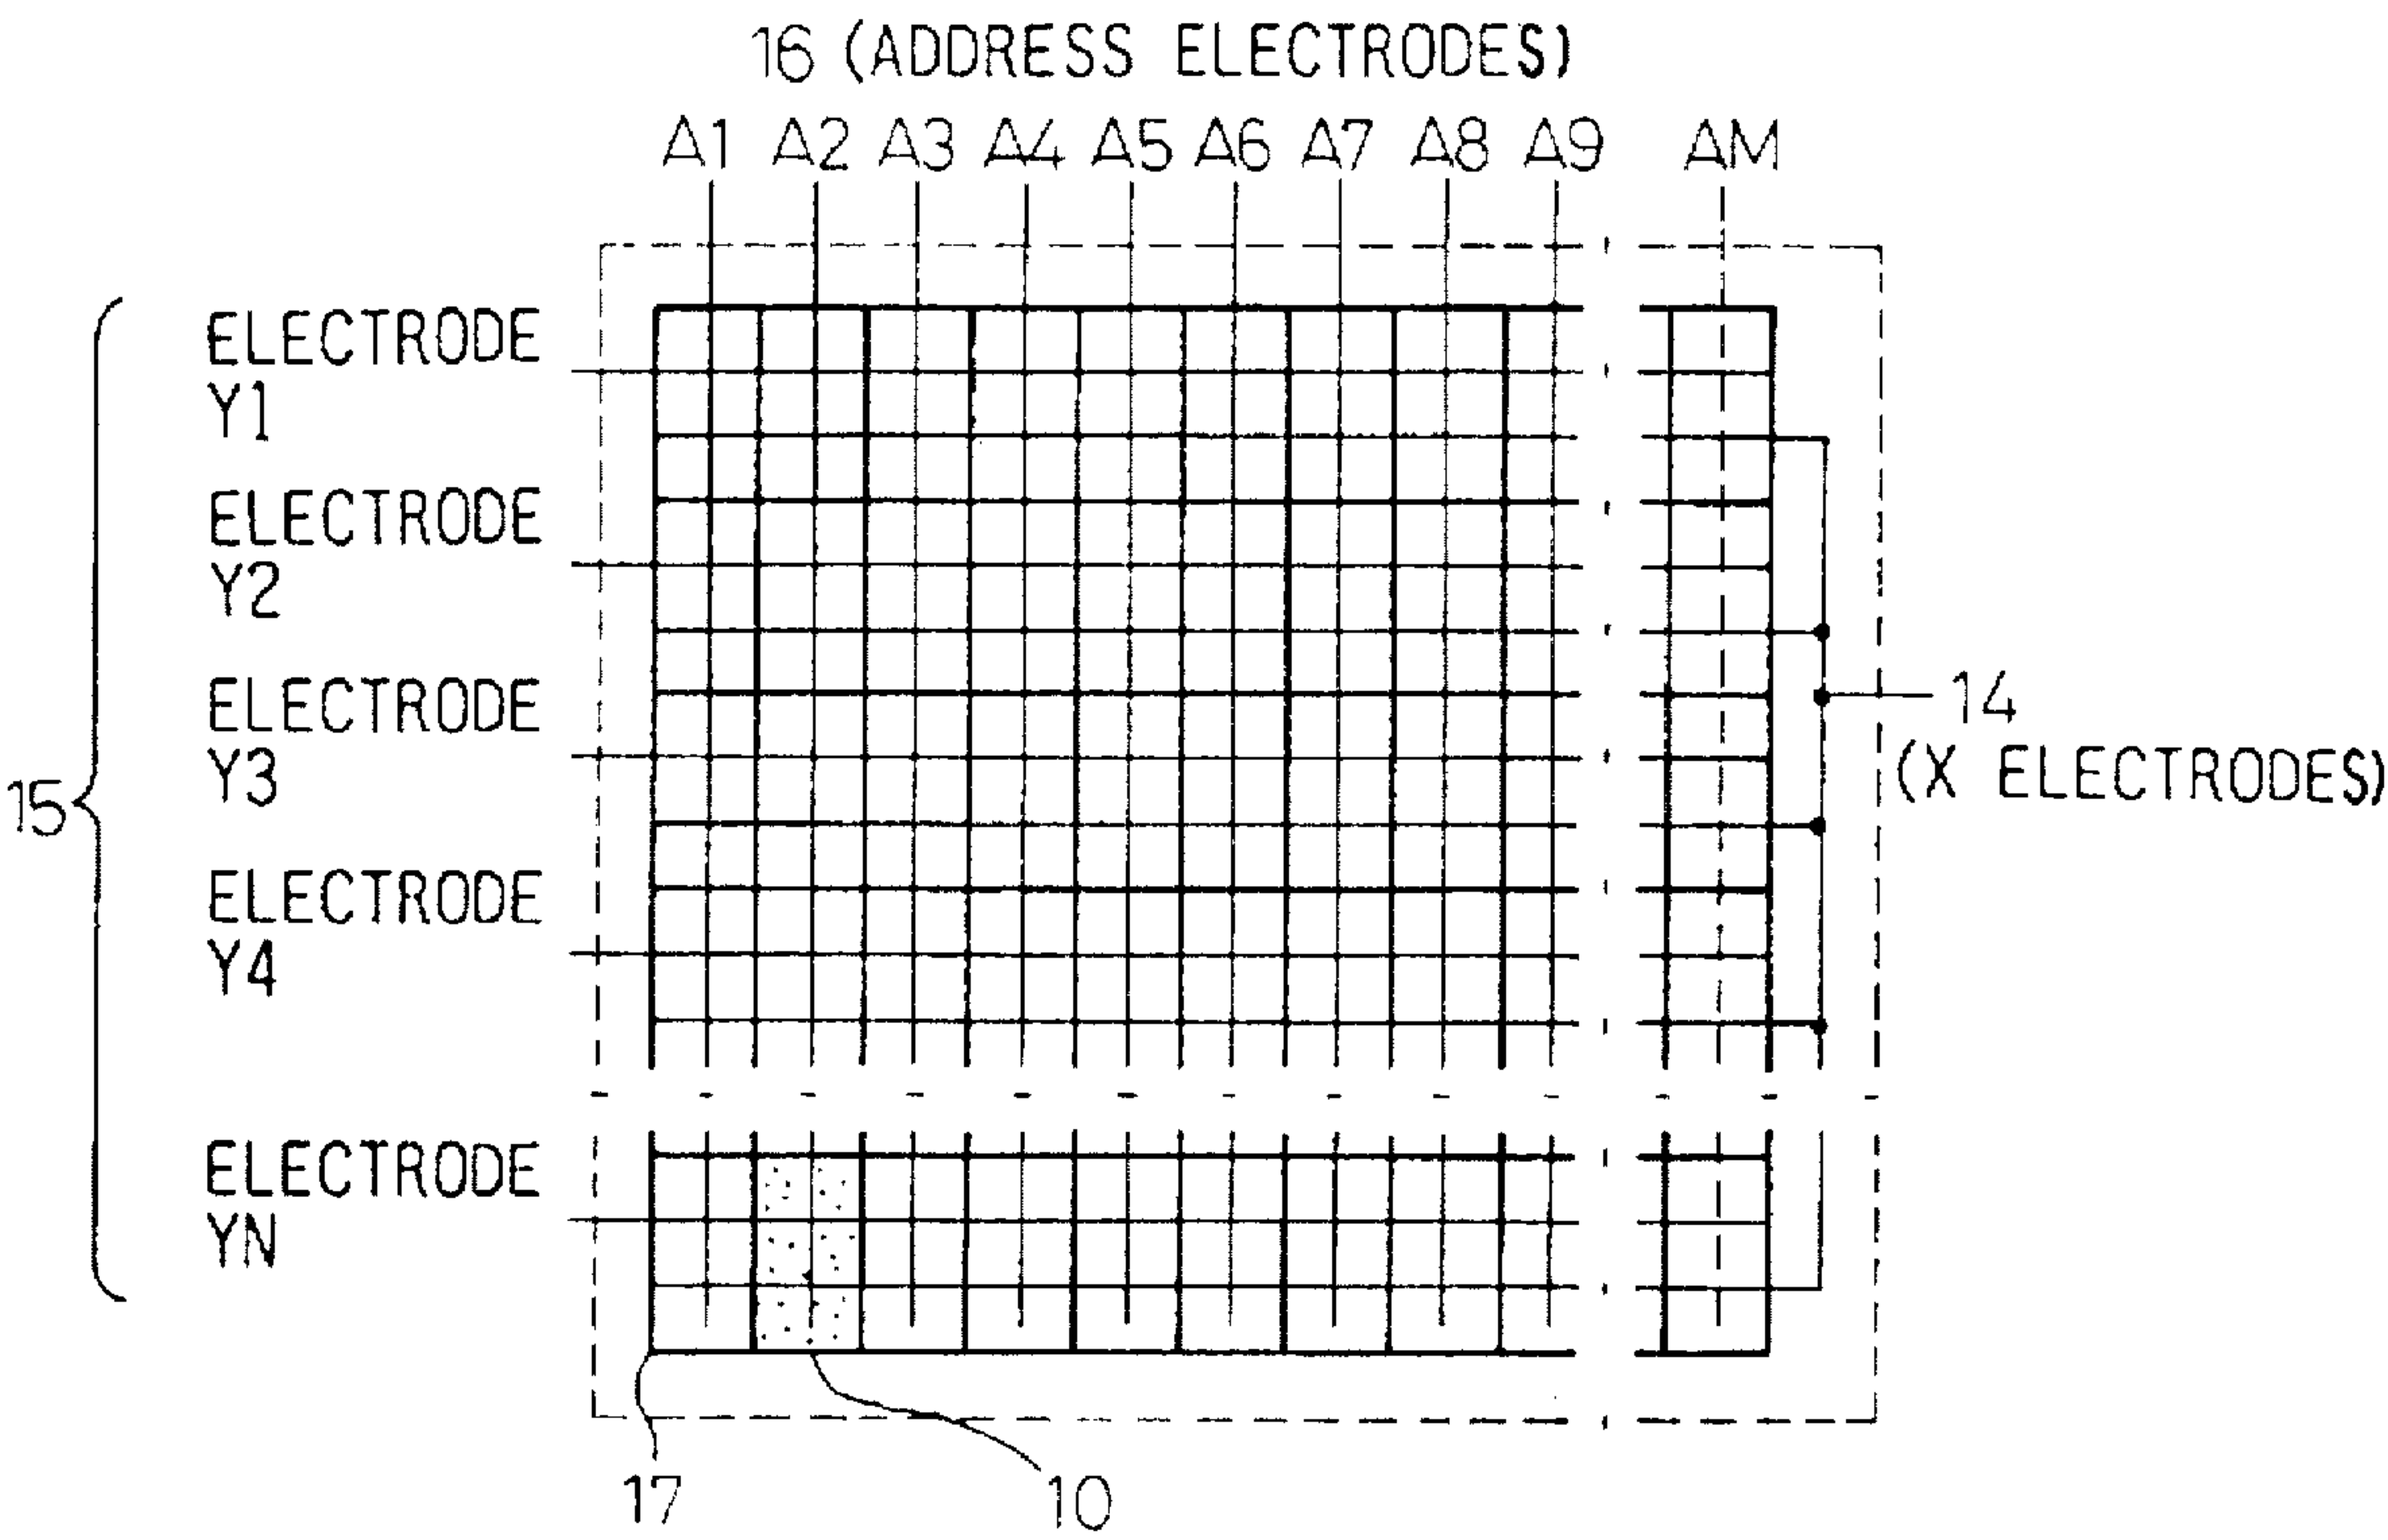 16 (ADDRESS ELECTRODES)
A1 A2 A3 A4 A5 A6 A7 A8 A9 AM
ELECTRODE
Y1
ELECTRODE
Y2
ELECTRODE
Y3
ELECTRODE
Y4
ELECTRODE
YN
15
14
(X ELECTRODES)
17
10